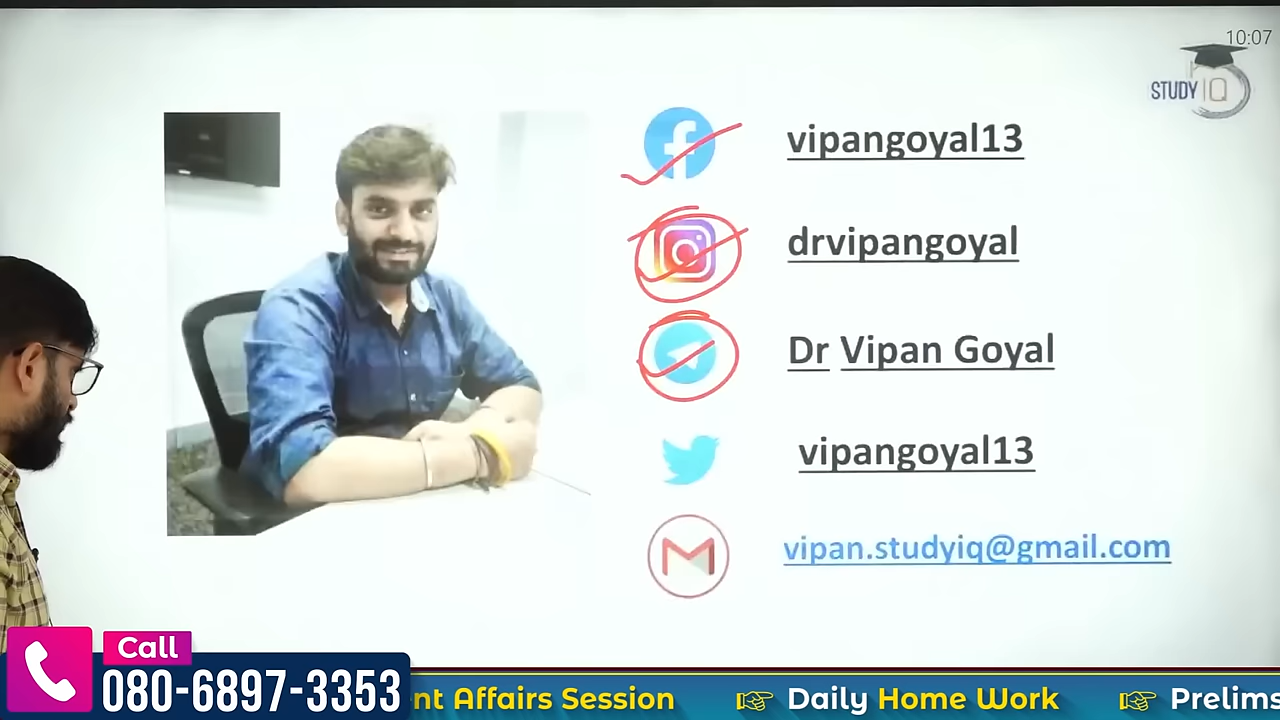 10:07
STUDY IQ
vipangoyal13
drvipangoyal
Dr Vipan Goyal
vipangoyal13
vipan.studyiq@gmail.com
Call
080-6897-3353
nt Affairs Session
Daily Home Work
Prelims